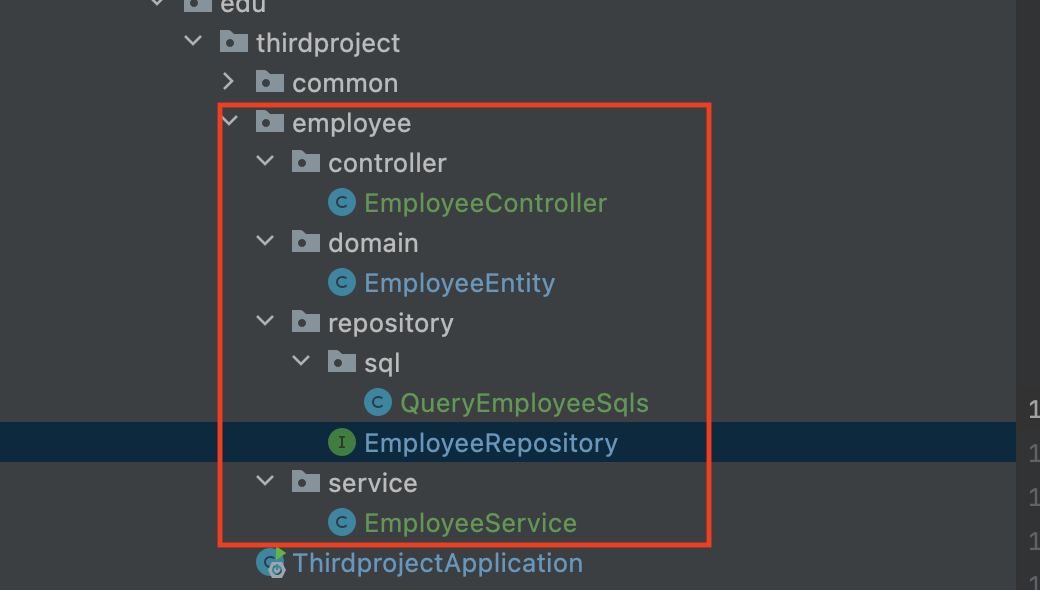 edu
thirdproject
common
employee
controller
C EmployeeController
domain
C EmployeeEntity
repository
sql
C QueryEmployeeSqls
I EmployeeRepository
service
C EmployeeService
ThirdprojectApplication